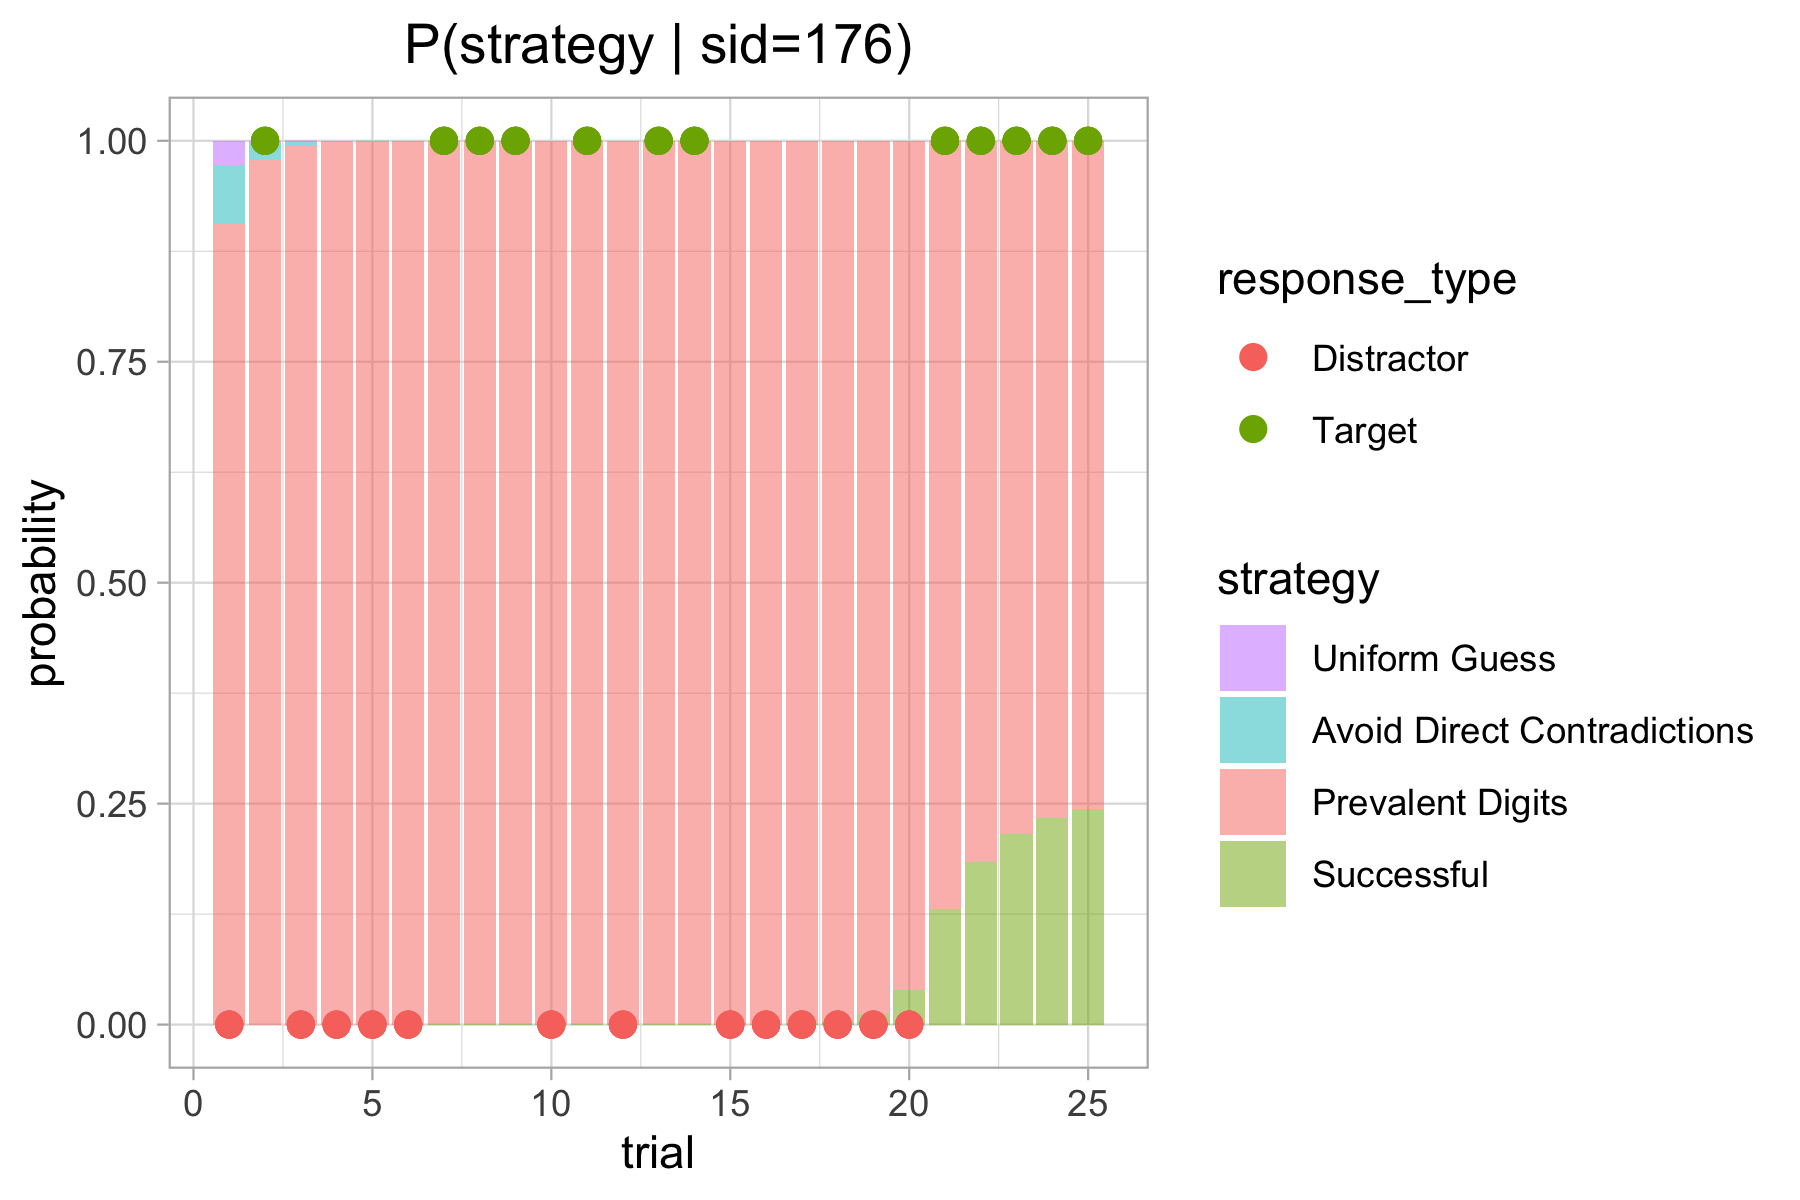 P(strategy | sid=176)
probability
1.00
0.75
0.50
0.25
0.00
0 5 10 15 20 25
trial
response_type
Distractor
Target
strategy
Uniform Guess
Avoid Direct Contradictions
Prevalent Digits
Successful